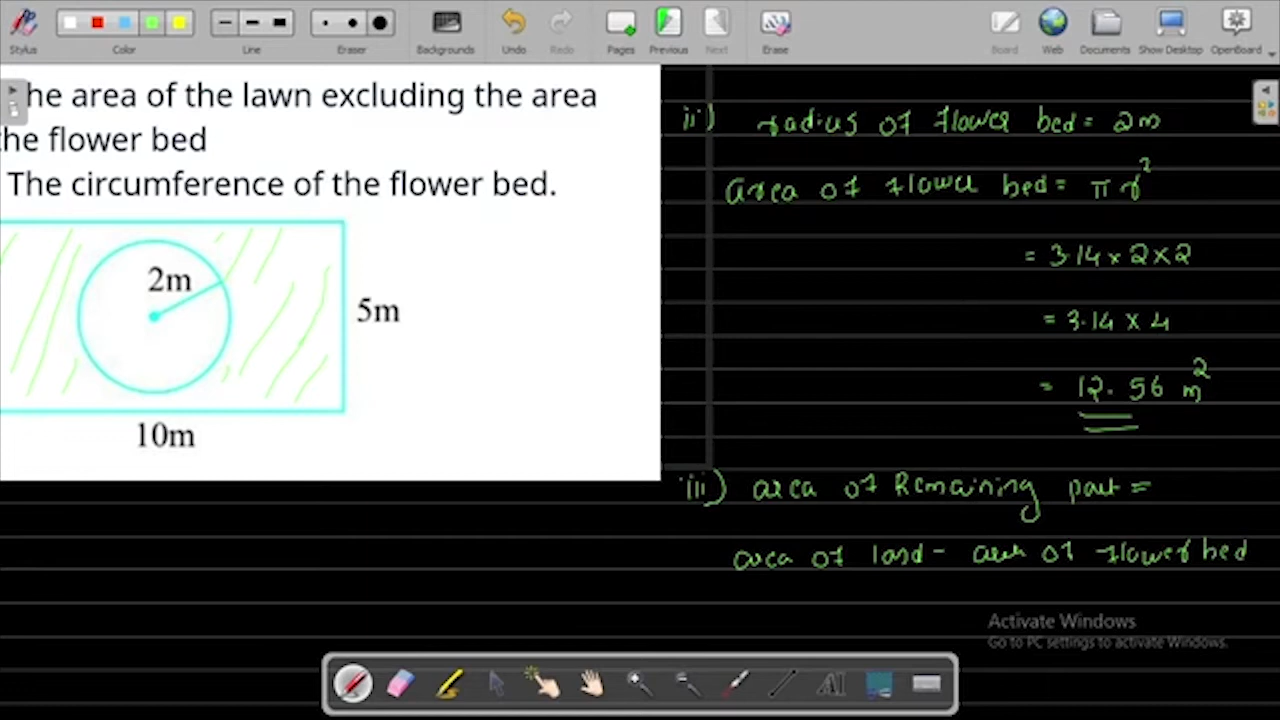 Stylus
Color
Line
Eraser
Backgrounds
Undo
Redo
Pages
Previous
Next
Erase
Board
Web
Documents
Show Desktop
OpenBoard
he area of the lawn excluding the area
he flower bed
The circumference of the flower bed.
2m
5m
10m
ii) radius of flower bed = 2m
area of flower bed = π r²
= 3.14 x 2 x 2
= 3.14 x 4
= 12.56 m²
iii) area of Remaining part =
area of land - area of flower bed
Activate Windows
Go to PC settings to activate Windows.